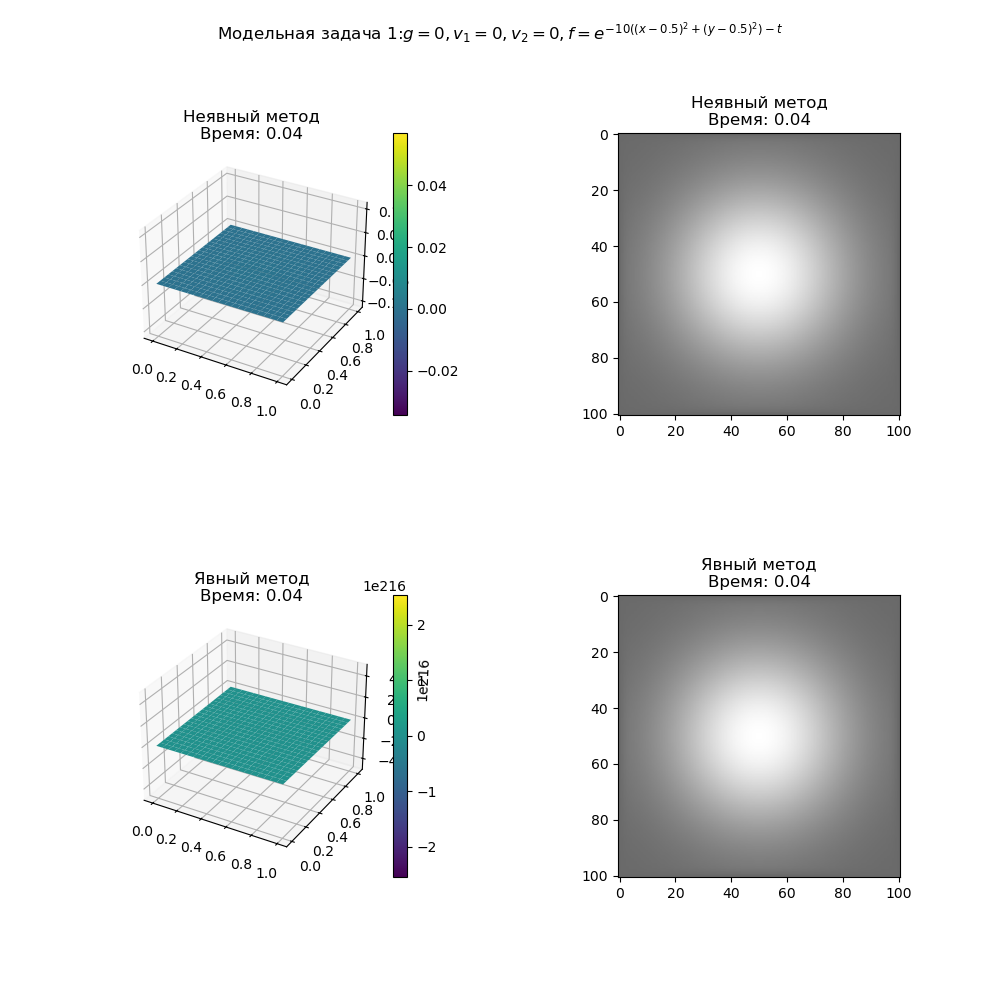 Модельная задача 1:g = 0, v₁ = 0, v₂ = 0, f = e^{−10((x − 0.5)² + (y − 0.5)²) − t}
Неявный метод
Время: 0.04
0.04
0.02
0.00
−0.02
0.0 0.2 0.4 0.6 0.8 1.0
0.0 0.2 0.4 0.6 0.8 1.0
Неявный метод
Время: 0.04
0
20
40
60
80
100
0 20 40 60 80 100
Явный метод
Время: 0.04
1e216
2
1
0
−1
−2
1e216
0.0 0.2 0.4 0.6 0.8 1.0
0.0 0.2 0.4 0.6 0.8 1.0
Явный метод
Время: 0.04
0
20
40
60
80
100
0 20 40 60 80 100